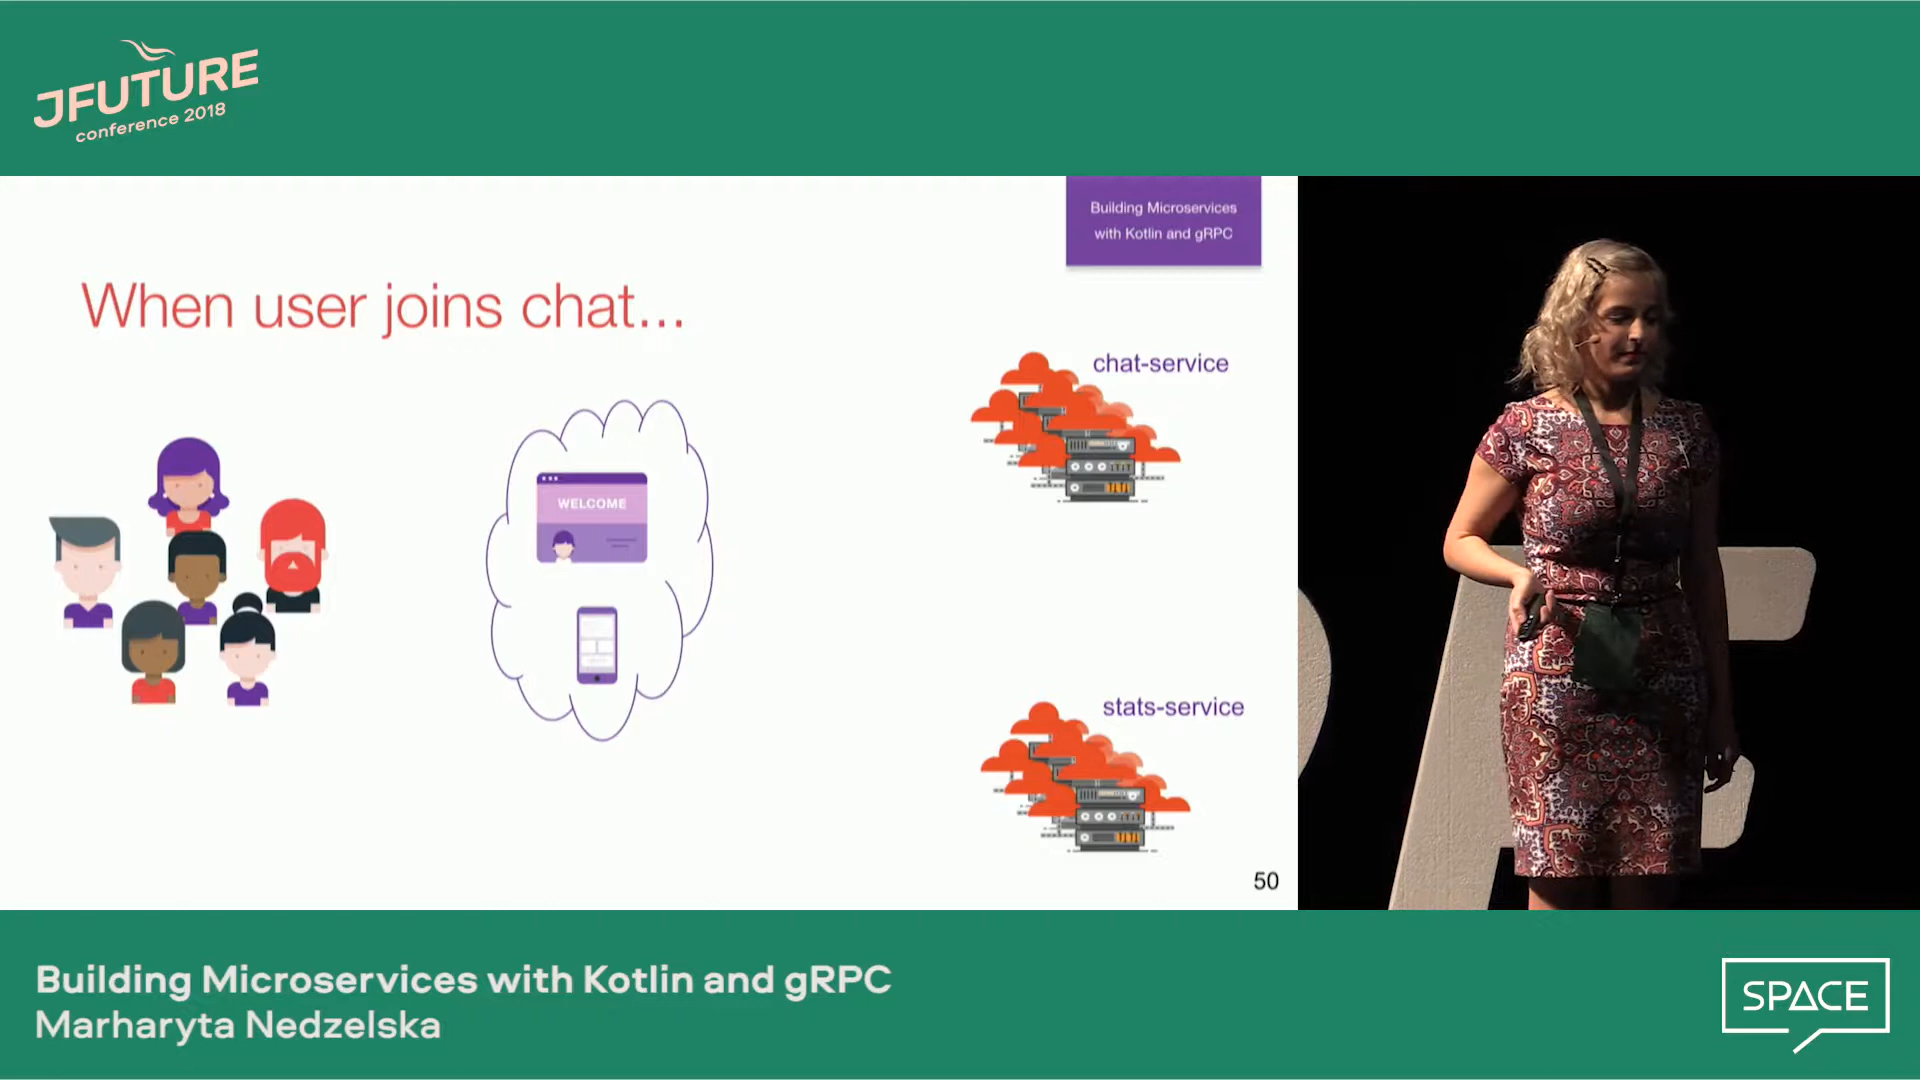 JFUTURE
conference 2018
Building Microservices
with Kotlin and gRPC
When user joins chat...
chat-service
WELCOME
stats-service
50
Building Microservices with Kotlin and gRPC
Marharyta Nedzelska
SPACE